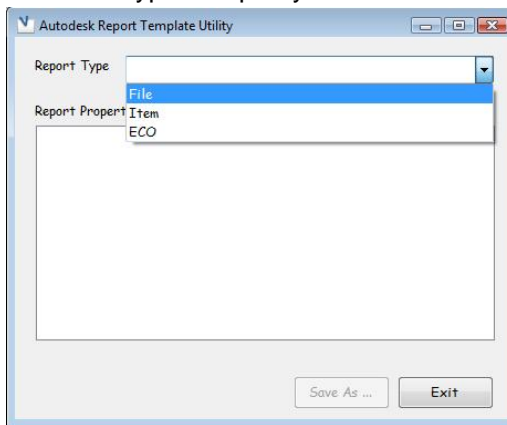 Autodesk Report Template Utility
Report Type
File
Report Propert
Item
ECO
Save As ...
Exit